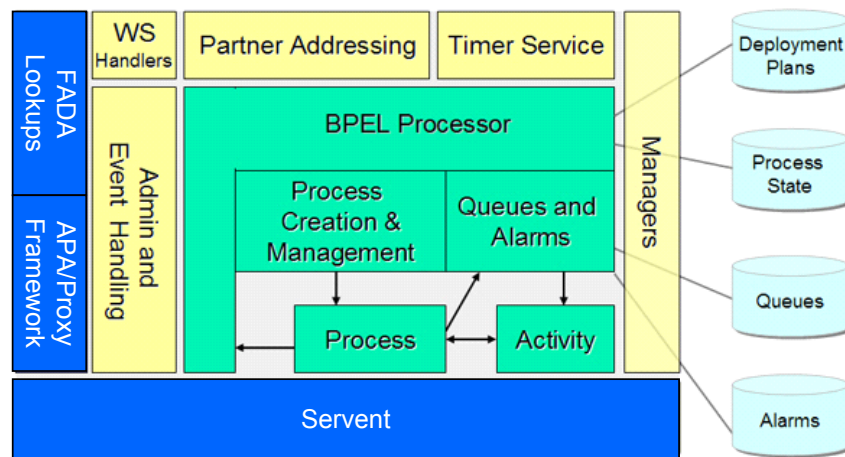 FADA
Lookups
APA/Proxy
Framework
WS
Handlers
Admin and
Event Handling
Partner Addressing
Timer Service
BPEL Processor
Process
Creation &
Management
Queues and
Alarms
Process
Activity
Managers
Servent
Deployment
Plans
Process
State
Queues
Alarms